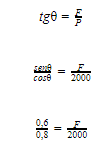 tgθ = F/P
senθ/cosθ = F/2000
0,6/0,8 = F/2000